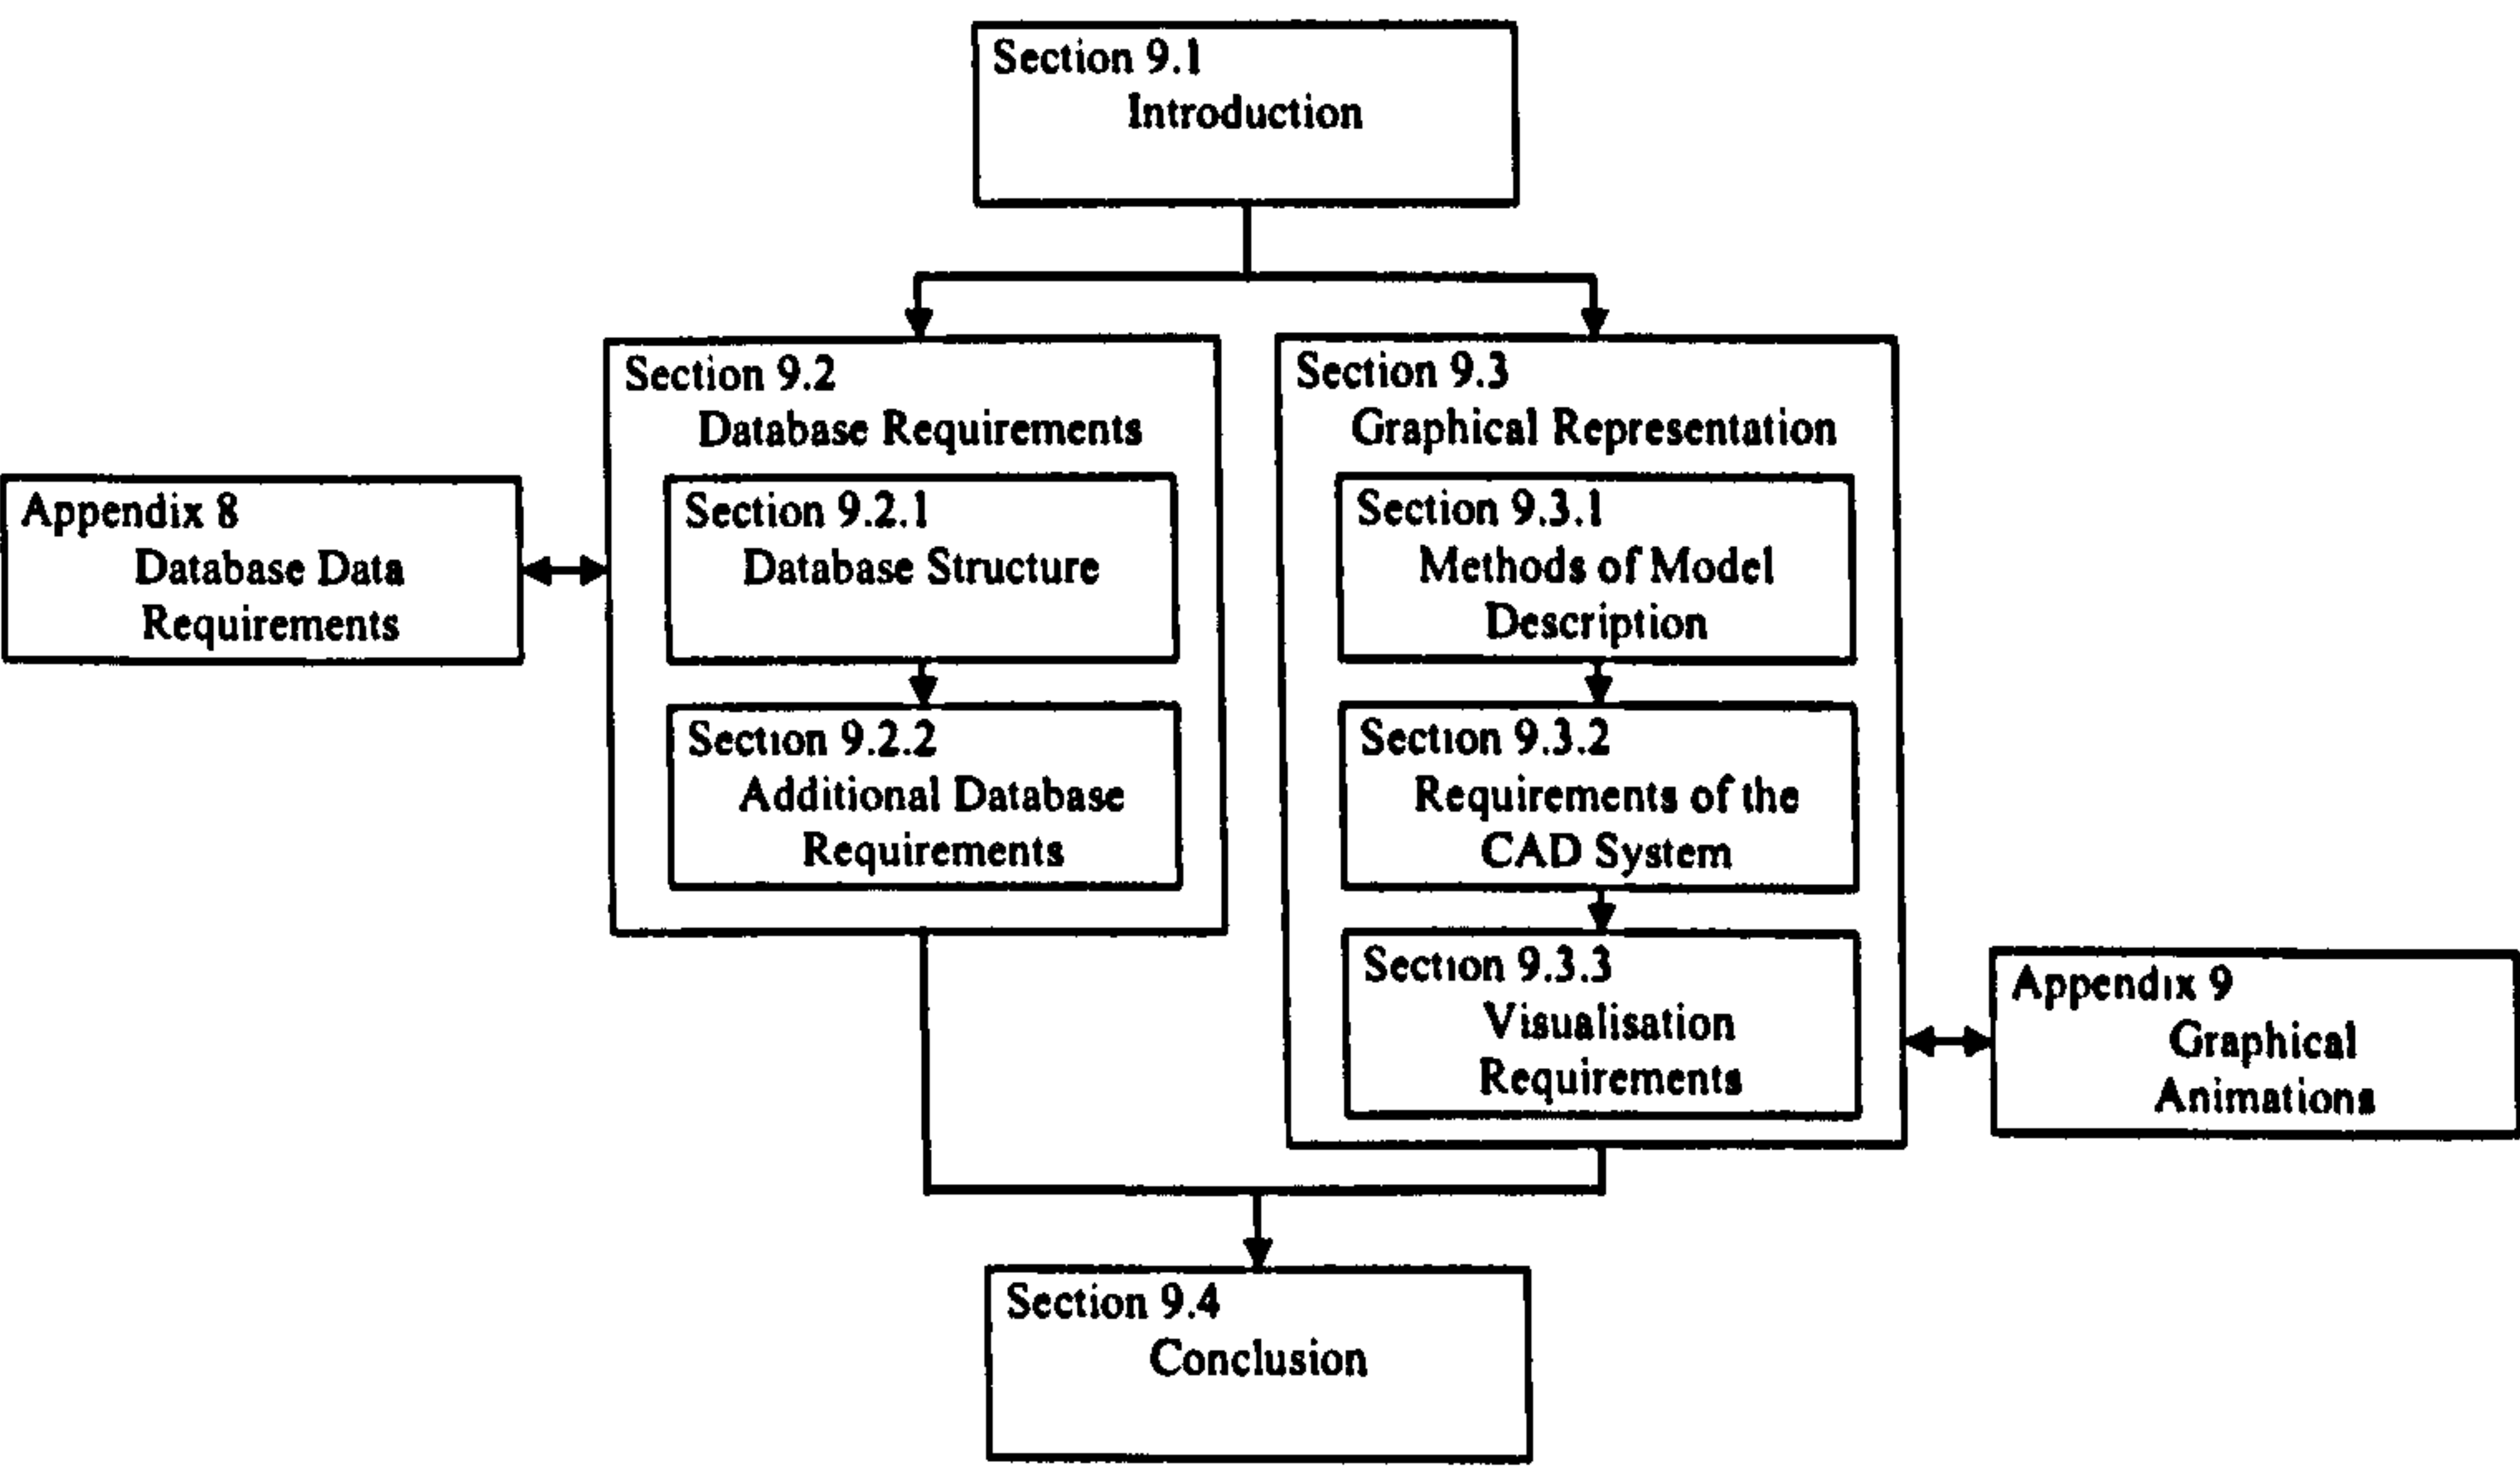 Section 9.1
Introduction
Section 9.2
Database Requirements
Section 9.2.1
Database Structure
Section 9.2.2
Additional Database
Requirements
Appendix 8
Database Data
Requirements
Section 9.3
Graphical Representation
Section 9.3.1
Methods of Model
Description
Section 9.3.2
Requirements of the
CAD System
Section 9.3.3
Visualisation
Requirements
Appendix 9
Graphical
Animations
Section 9.4
Conclusion